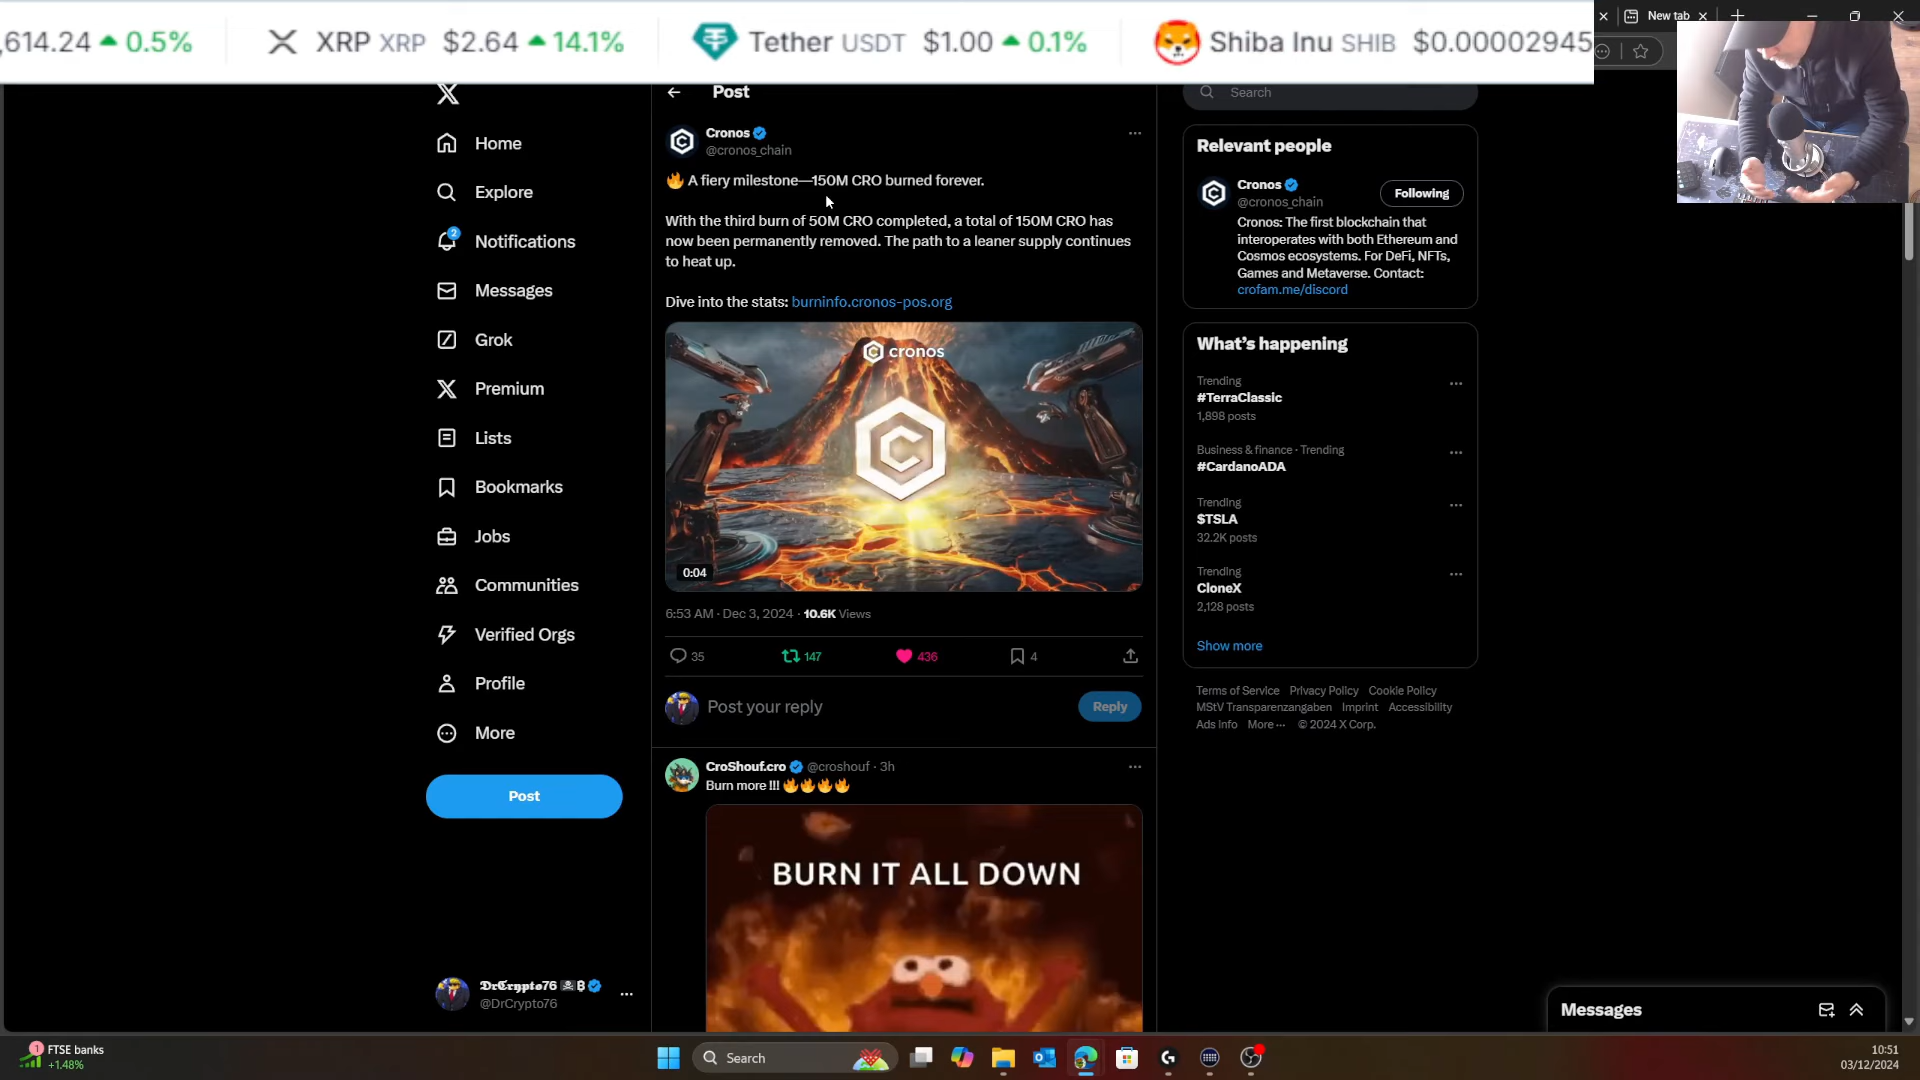 ,614.24 ▲ 0.5%
XRP XRP $2.64 ▲ 14.1%
Tether USDT $1.00 ▲ 0.1%
Shiba Inu SHIB $0.00002945
New tab
Home
Explore
2
Notifications
Messages
Grok
Premium
Lists
Bookmarks
Jobs
Communities
Verified Orgs
Profile
More
Post
DrCrypto76
@DrCrypto76
Post
Cronos
@cronos_chain
🔥 A fiery milestone—150M CRO burned forever.
With the third burn of 50M CRO completed, a total of 150M CRO has
now been permanently removed. The path to a leaner supply continues
to heat up.
Dive into the stats: burninfo.cronos-pos.org
cronos
0:04
6:53 AM · Dec 3, 2024 · 10.6K Views
35
147
436
4
Post your reply
Reply
CroShouf.cro @croshouf · 3h
Burn more !!! 🔥🔥🔥🔥
BURN IT ALL DOWN
Search
Relevant people
Cronos
@cronos_chain
Following
Cronos: The first blockchain that
interoperates with both Ethereum and
Cosmos ecosystems. For DeFi, NFTs,
Games and Metaverse. Contact:
crofam.me/discord
What's happening
Trending
#TerraClassic
1,898 posts
Business & finance · Trending
#CardanoADA
Trending
$TSLA
32.2K posts
Trending
CloneX
2,128 posts
Show more
Terms of Service Privacy Policy Cookie Policy
MStV Transparenzangaben Imprint Accessibility
Ads Info More ··· © 2024 X Corp.
Messages
1
FTSE banks
+1.48%
Search
10:51
03/12/2024